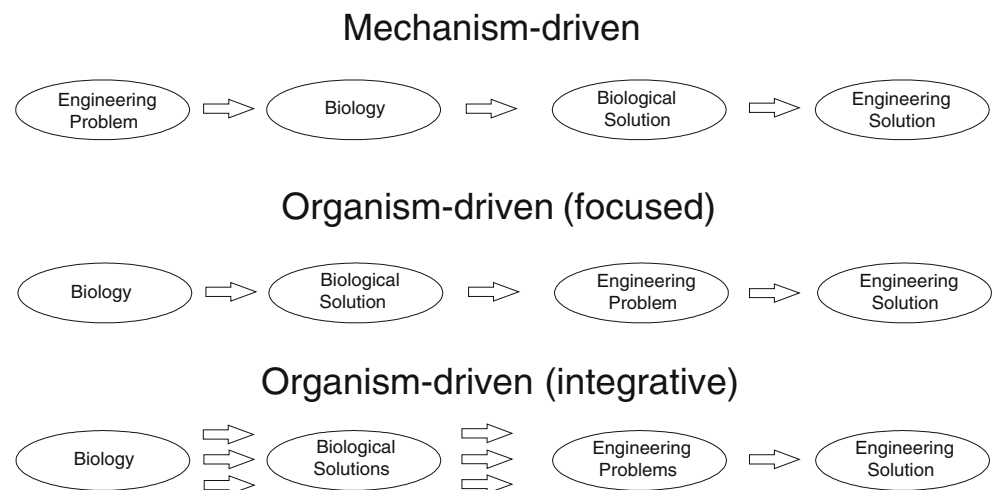 Mechanism-driven
Engineering
Problem
Biology
Biological
Solution
Engineering
Solution
Organism-driven (focused)
Biology
Biological
Solution
Engineering
Problem
Engineering
Solution
Organism-driven (integrative)
Biology
Biological
Solutions
Engineering
Problems
Engineering
Solution